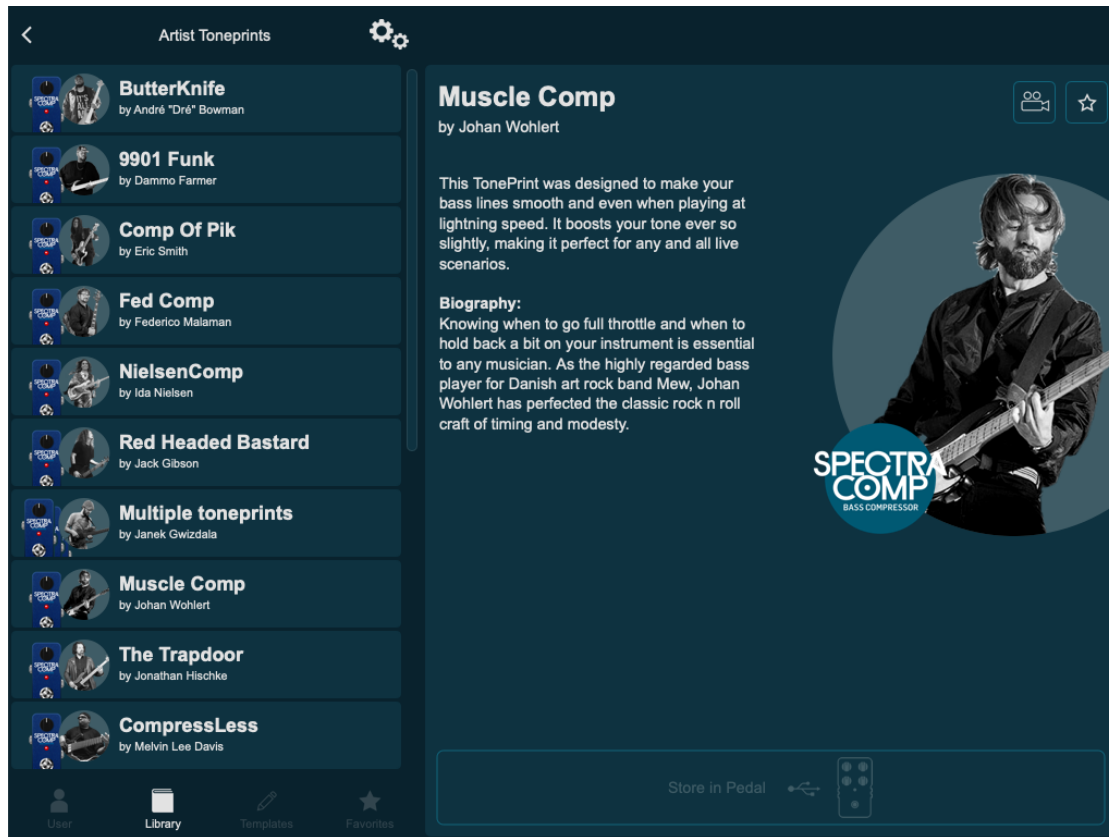 Artist Toneprints
ButterKnife
by André "Dré" Bowman
9901 Funk
by Dammo Farmer
Comp Of Pik
by Eric Smith
Fed Comp
by Federico Malaman
NielsenComp
by Ida Nielsen
Red Headed Bastard
by Jack Gibson
Multiple toneprints
by Janek Gwizdala
Muscle Comp
by Johan Wohlert
The Trapdoor
by Jonathan Hischke
CompressLess
by Melvin Lee Davis
User
Library
Templates
Favorites
Muscle Comp
by Johan Wohlert
This TonePrint was designed to make your
bass lines smooth and even when playing at
lightning speed. It boosts your tone ever so
slightly, making it perfect for any and all live
scenarios.
Biography:
Knowing when to go full throttle and when to
hold back a bit on your instrument is essential
to any musician. As the highly regarded bass
player for Danish art rock band Mew, Johan
Wohlert has perfected the classic rock n roll
craft of timing and modesty.
SPECTRA
COMP
BASS COMPRESSOR
Store in Pedal